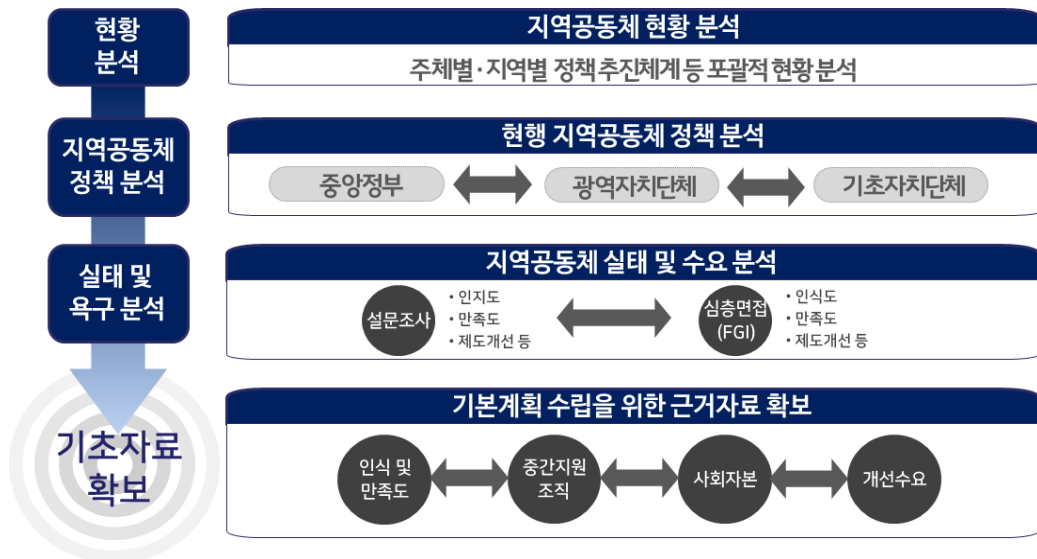 현황
분석
지역공동체 현황 분석
주체별·지역별 정책 추진체계 등 포괄적 현황 분석
지역공동체
정책 분석
현행 지역공동체 정책 분석
중앙정부
광역자치단체
기초자치단체
실태 및
욕구 분석
지역공동체 실태 및 수요 분석
설문조사
• 인지도
• 만족도
• 제도개선 등
심층면접
(FGI)
• 인식도
• 만족도
• 제도개선 등
기초자료
확보
기본계획 수립을 위한 근거자료 확보
인식 및
만족도
중간지원
조직
사회자본
개선수요